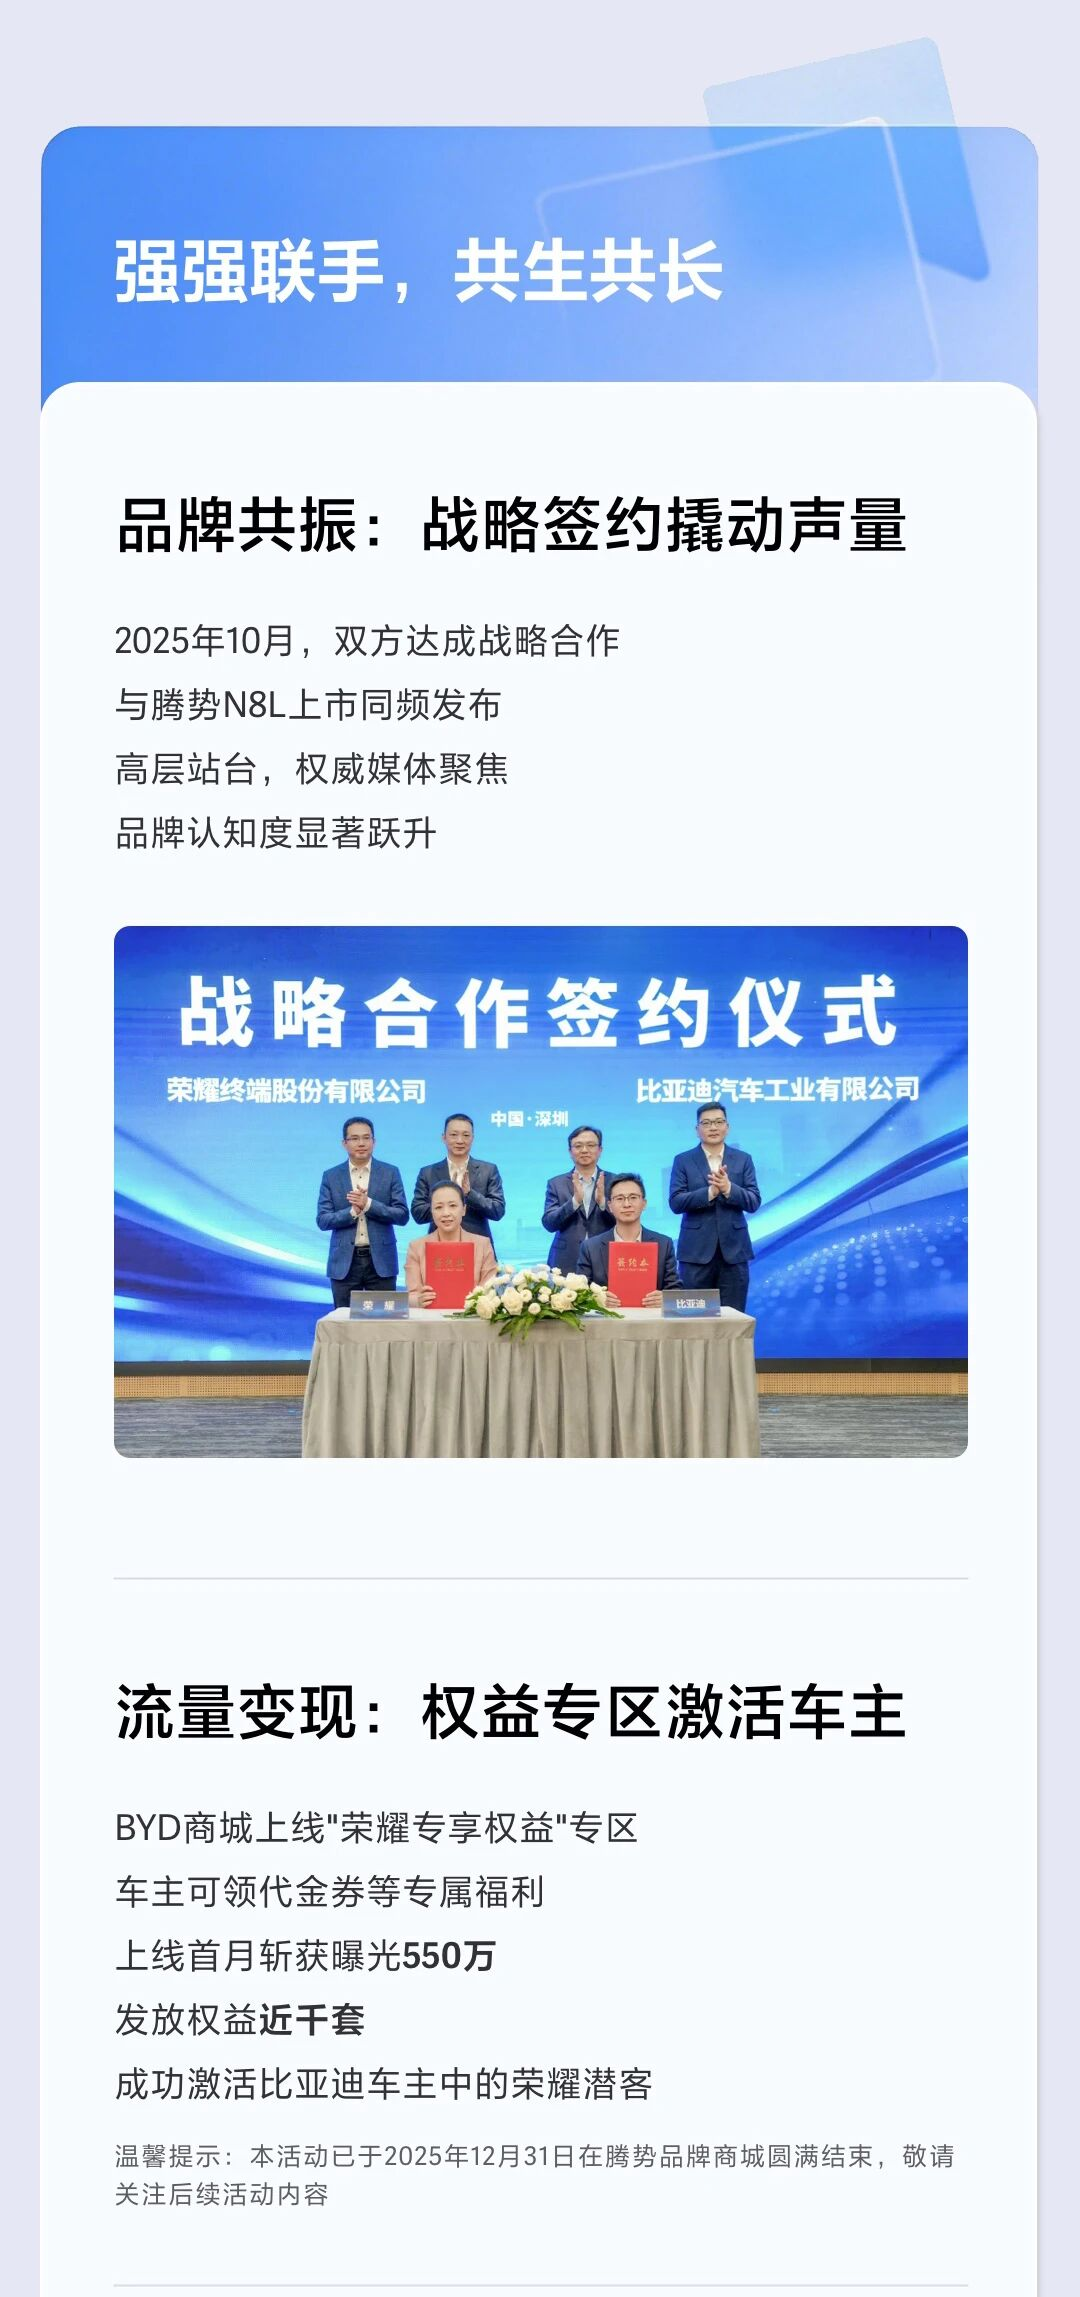 强强联手，共生共长
品牌共振：战略签约撬动声量
2025年10月，双方达成战略合作
与腾势N8L上市同频发布
高层站台，权威媒体聚焦
品牌认知度显著跃升
战略合作签约仪式
荣耀终端股份有限公司
比亚迪汽车工业有限公司
中国·深圳
签约本
签约本
荣耀
比亚迪
流量变现：权益专区激活车主
BYD商城上线"荣耀专享权益"专区
车主可领代金券等专属福利
上线首月斩获曝光550万
发放权益近千套
成功激活比亚迪车主中的荣耀潜客
温馨提示：本活动已于2025年12月31日在腾势品牌商城圆满结束，敬请
关注后续活动内容